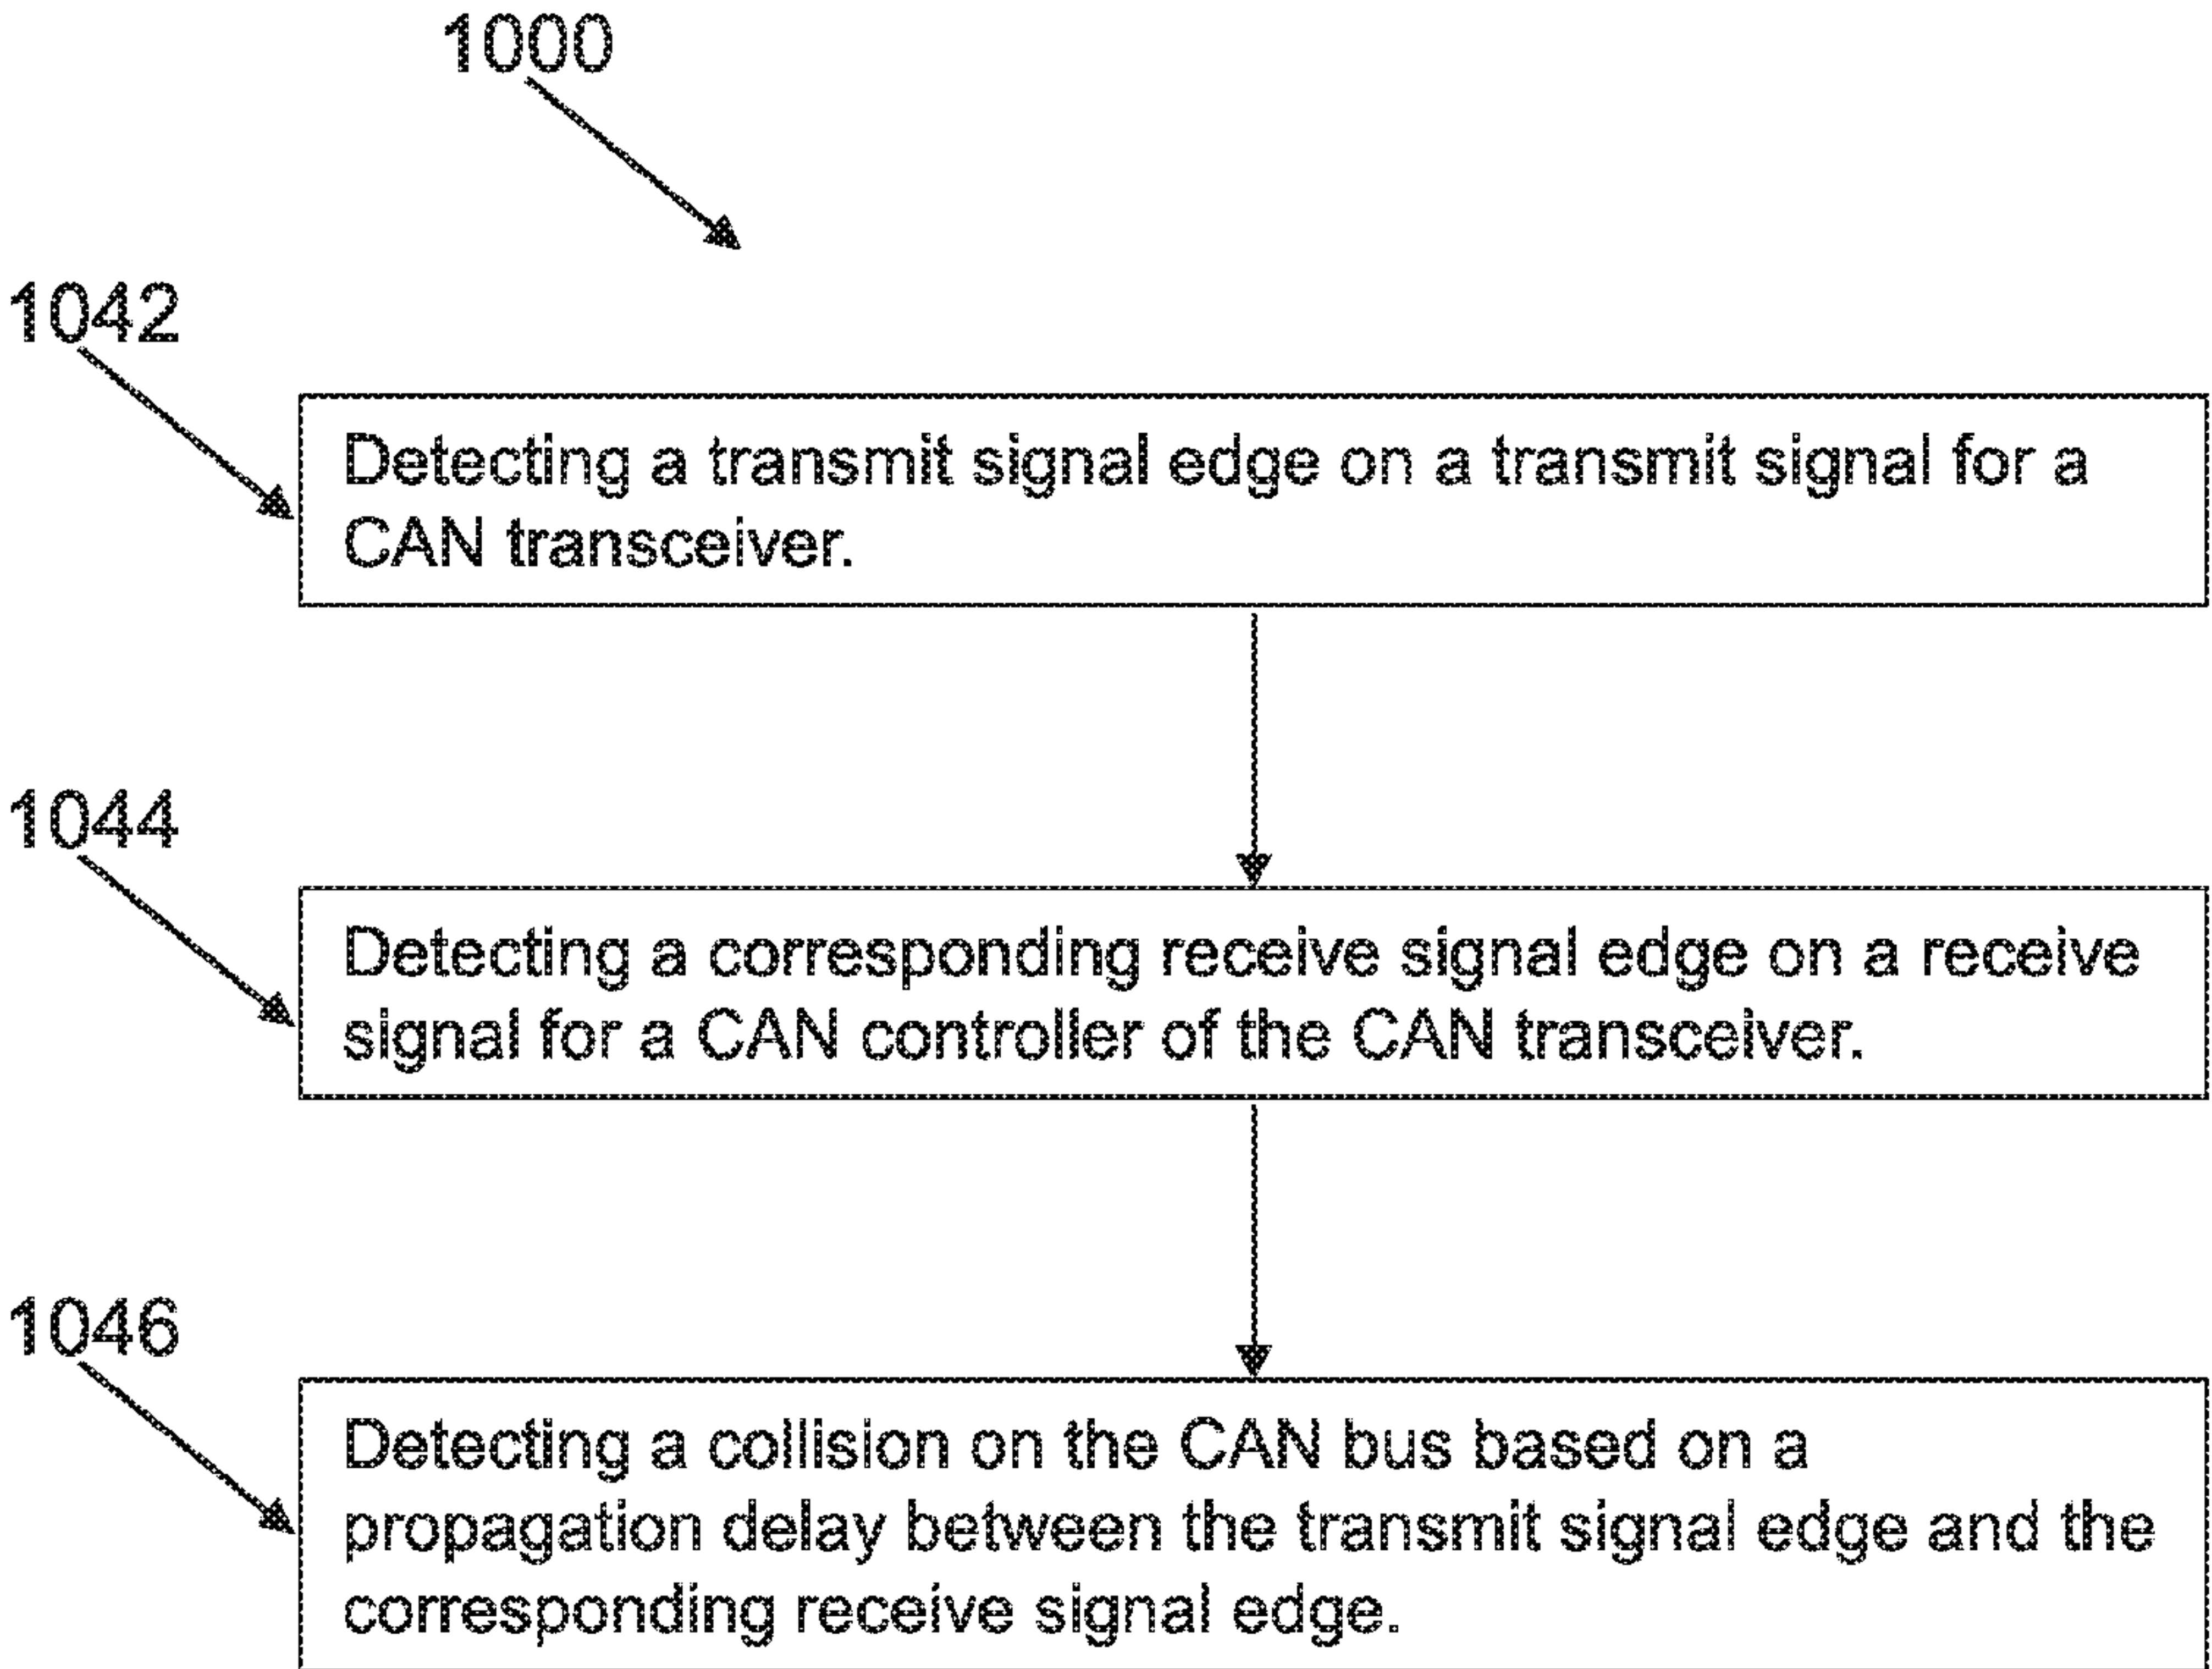 1000
1042
Detecting a transmit signal edge on a transmit signal for a
CAN transceiver.
1044
Detecting a corresponding receive signal edge on a receive
signal for a CAN controller of the CAN transceiver.
1046
Detecting a collision on the CAN bus based on a
propagation delay between the transmit signal edge and the
corresponding receive signal edge.